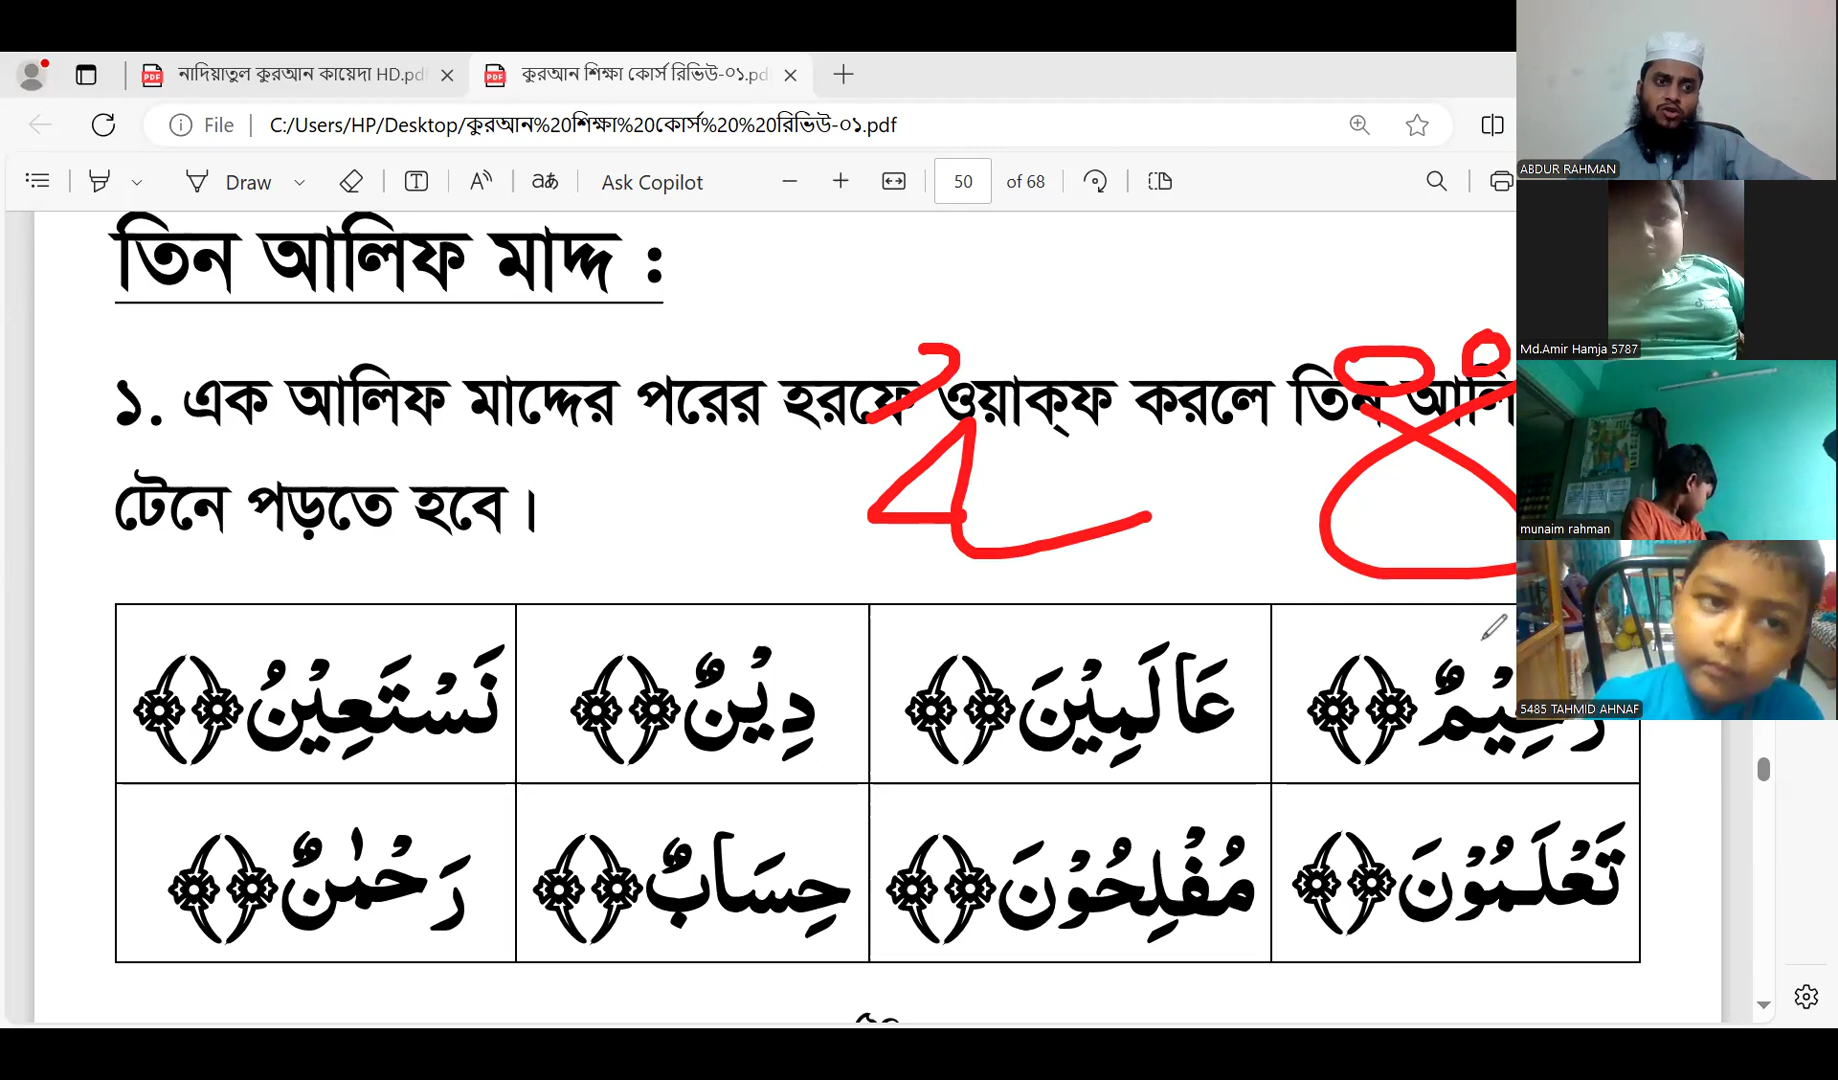 নাদিয়াতুল কুরআন কায়েদা HD.pdf
কুরআন শিক্ষা কোর্স রিভিউ-০১.pdf
File
C:/Users/HP/Desktop/কুরআন%20শিক্ষা%20কোর্স%20%20রিভিউ-০১.pdf
Draw
Ask Copilot
50 of 68
তিন আলিফ মাদ্দ :
১. এক আলিফ মাদ্দের পরের হরফে ওয়াক্ফ করলে তিন আলি
টেনে পড়তে হবে।
رَحِيْمٌ عَالَمِيْنَ دِيْنٌ نَسْتَعِيْنُ
تَعْلَمُوْنَ مُفْلِحُوْنَ حِسَابٌ رَحْمٰنٌ
ABDUR RAHMAN
Md.Amir Hamja 5787
munaim rahman
5485 TAHMID AHNAF